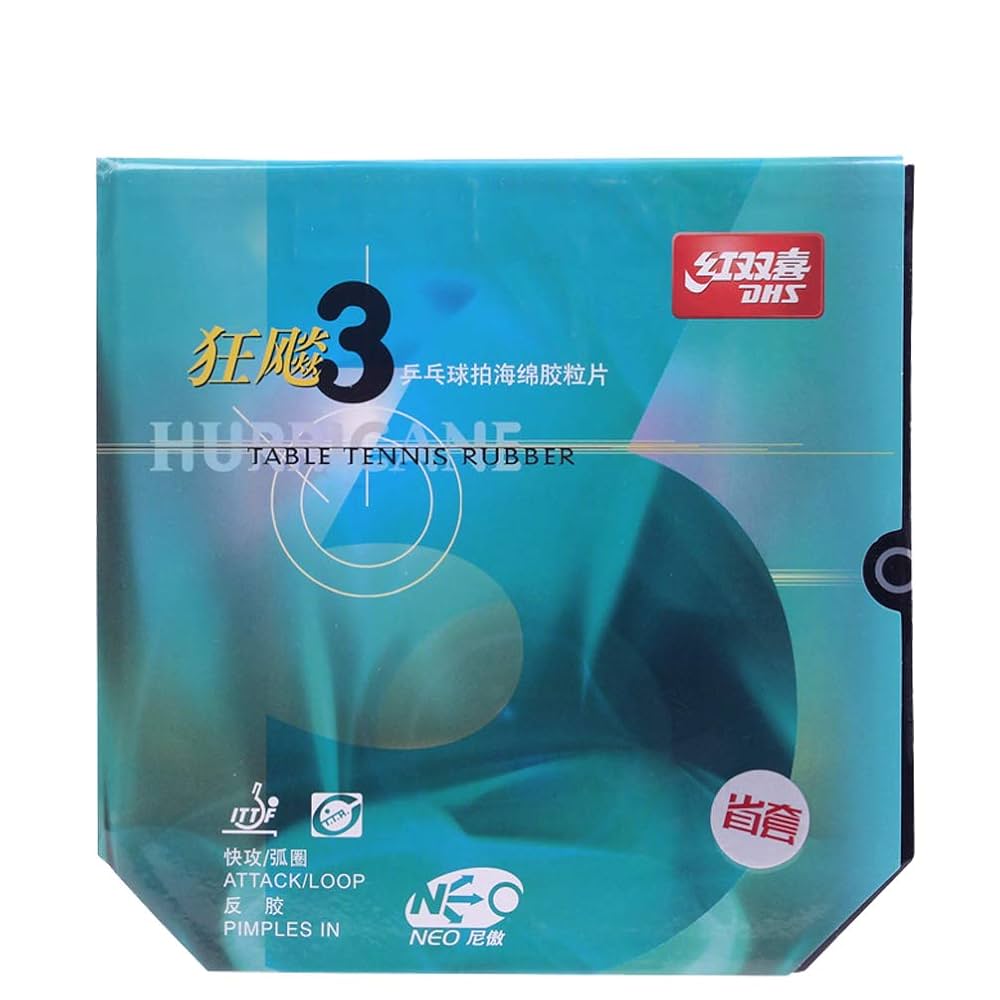 红双喜
DHS
狂飚3
乒乓球拍海绵胶粒片
HURRICANE
TABLE TENNIS RUBBER
省套
ITTF
快攻/弧圈
ATTACK/LOOP
反 胶
PIMPLES IN
NEO
NEO 尼傲